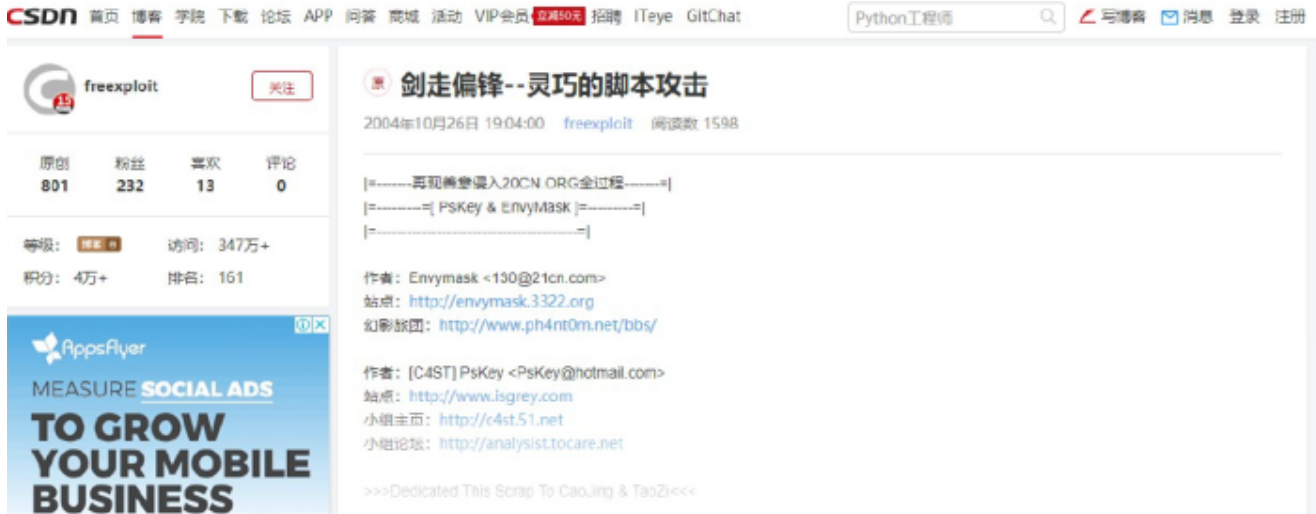 CSDN 首页 博客 学院 下载 论坛 APP 问答 商城 活动 VIP会员 立减50元 招聘 ITeye GitChat Python工程师 写博客 消息 登录 注册
freexploit 关注
原创 粉丝 喜欢 评论
801 232 13 0
等级: 访问: 347万+
积分: 4万+ 排名: 161
AppsFlyer
MEASURE SOCIAL ADS
TO GROW
YOUR MOBILE
BUSINESS
原 剑走偏锋--灵巧的脚本攻击
2004年10月26日 19:04:00 freexploit 阅读数 1598
|=-------再现善意侵入20CN.ORG全过程-------=|
|=---------=[ PsKey & EnvyMask ]=---------=|
|=----------------------------------------=|
作者：Envymask <130@21cn.com>
站点：http://envymask.3322.org
幻影旅团：http://www.ph4nt0m.net/bbs/
作者：[C4ST] PsKey <PsKey@hotmail.com>
站点：http://www.isgrey.com
小组主页：http://c4st.51.net
小组论坛：http://analysist.tocare.net
>>>Dedicated This Scrap To CaoJing & TaoZi<<<